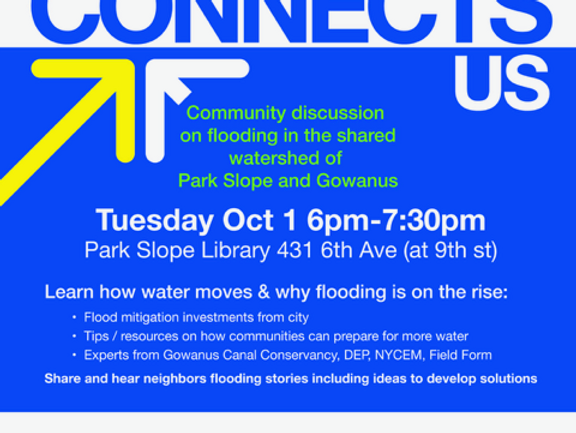 CONNECTS
US
Community discussion
on flooding in the shared
watershed of
Park Slope and Gowanus
Tuesday Oct 1 6pm-7:30pm
Park Slope Library 431 6th Ave (at 9th st)
Learn how water moves & why flooding is on the rise:
• Flood mitigation investments from city
• Tips / resources on how communities can prepare for more water
• Experts from Gowanus Canal Conservancy, DEP, NYCEM, Field Form
Share and hear neighbors flooding stories including ideas to develop solutions